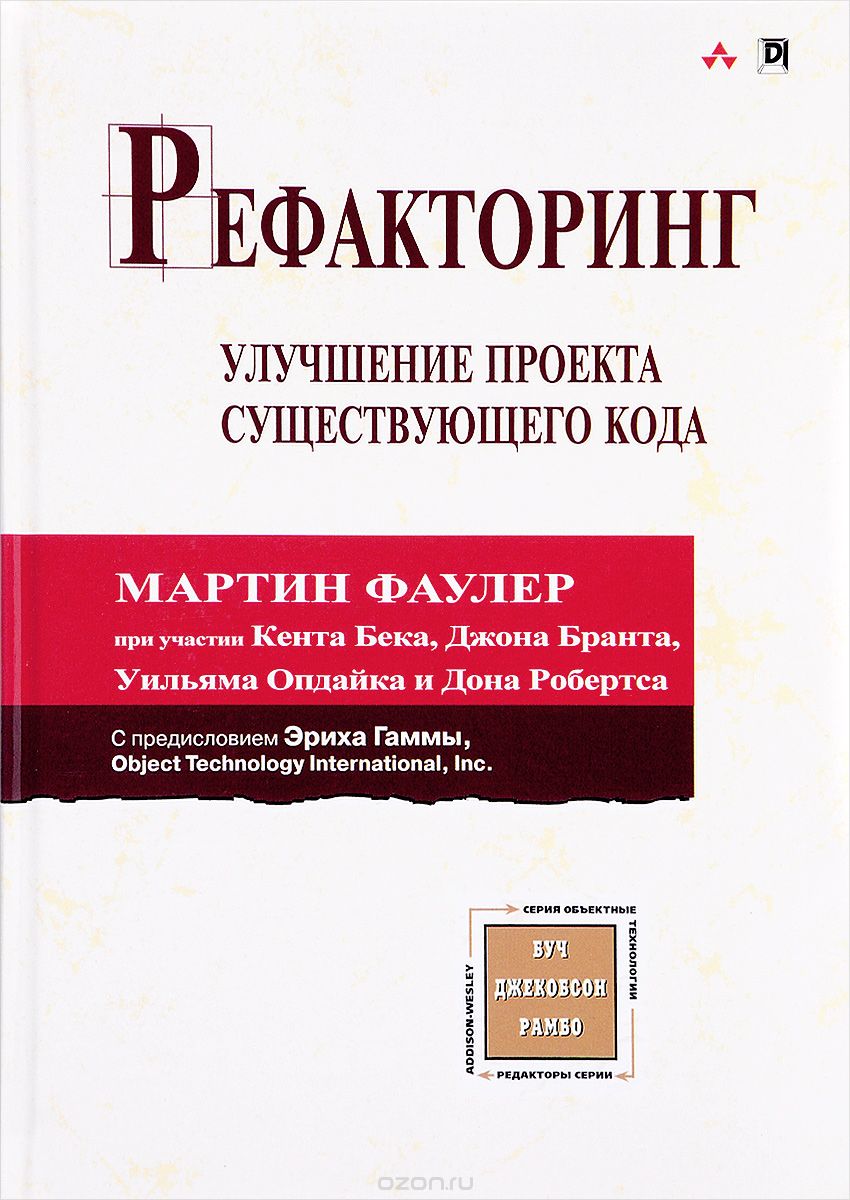 D
РЕФАКТОРИНГ
УЛУЧШЕНИЕ ПРОЕКТА
СУЩЕСТВУЮЩЕГО КОДА
МАРТИН ФАУЛЕР
при участии Кента Бека, Джона Бранта,
Уильяма Опдайка и Дона Робертса
С предисловием Эриха Гаммы,
Object Technology International, Inc.
СЕРИЯ ОБЪЕКТНЫЕ
ТЕХНОЛОГИИ
БУЧ
ДЖЕКОБСОН
РАМБО
ADDISON-WESLEY
РЕДАКТОРЫ СЕРИИ
ozon.ru